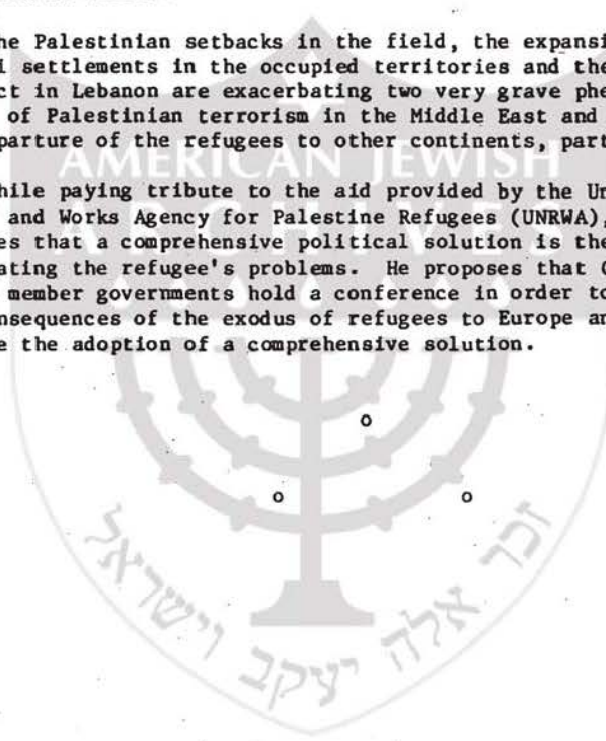 he Palestinian setbacks in the field, the expansi
l settlements in the occupied territories and the
ct in Lebanon are exacerbating two very grave phe
of Palestinian terrorism in the Middle East and
parture of the refugees to other continents, part
AMERICAN JEWISH
hile paying tribute to the aid provided by the Un
and Works Agency for Palestine Refugees (UNRWA),
es that a comprehensive political solution is the
ating the refugee's problems. He proposes that C
member governments hold a conference in order to
nsequences of the exodus of refugees to Europe an
e the adoption of a comprehensive solution.
ARCHIVES
o
o o
זכר אלה יעקב וישראל